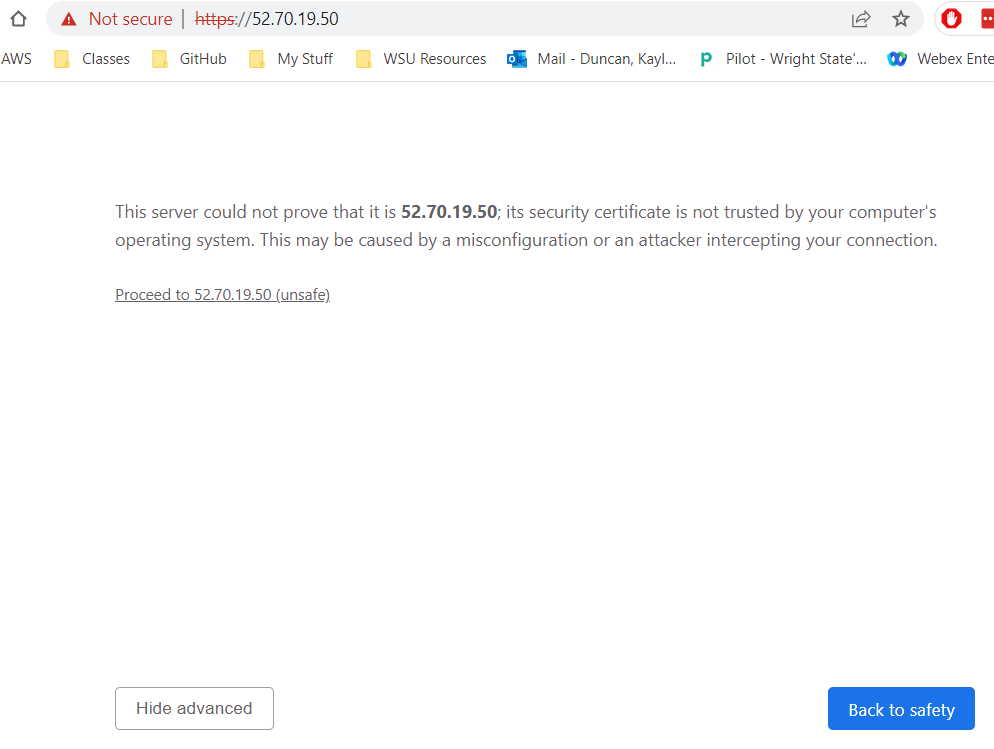 Not secure | https://52.70.19.50
AWS Classes GitHub My Stuff WSU Resources Mail - Duncan, Kayl... Pilot - Wright State'... Webex Ente
This server could not prove that it is 52.70.19.50; its security certificate is not trusted by your computer's
operating system. This may be caused by a misconfiguration or an attacker intercepting your connection.
Proceed to 52.70.19.50 (unsafe)
Hide advanced Back to safety